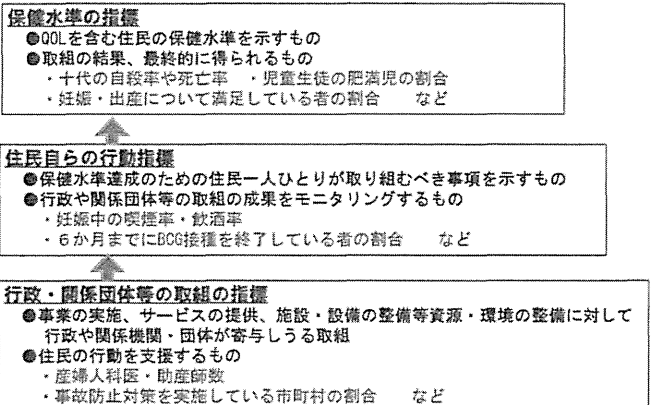 保健水準の指標
●QOLを含む住民の保健水準を示すもの
●取組の結果、最終的に得られるもの
・十代の自殺率や死亡率　・児童生徒の肥満児の割合
・妊娠・出産について満足している者の割合　など
住民自らの行動指標
●保健水準達成のための住民一人ひとりが取り組むべき事項を示すもの
●行政や関係団体等の取組の成果をモニタリングするもの
・妊娠中の喫煙率・飲酒率
・６か月までにBCG接種を終了している者の割合　など
行政・関係団体等の取組の指標
●事業の実施、サービスの提供、施設・設備の整備等資源・環境の整備に対して
行政や関係機関・団体が寄与しうる取組
●住民の行動を支援するもの
・産婦人科医・助産師数
・事故防止対策を実施している市町村の割合　など